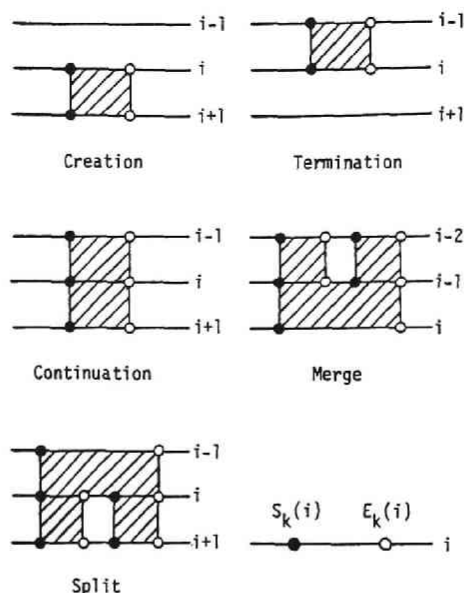 i-1
i
i+1
Creation
i-1
i
i+1
Termination
i-1
i
i+1
Continuation
i-2
i-1
i
Merge
i-1
i
i+1
Split
S_k(i) E_k(i)
i